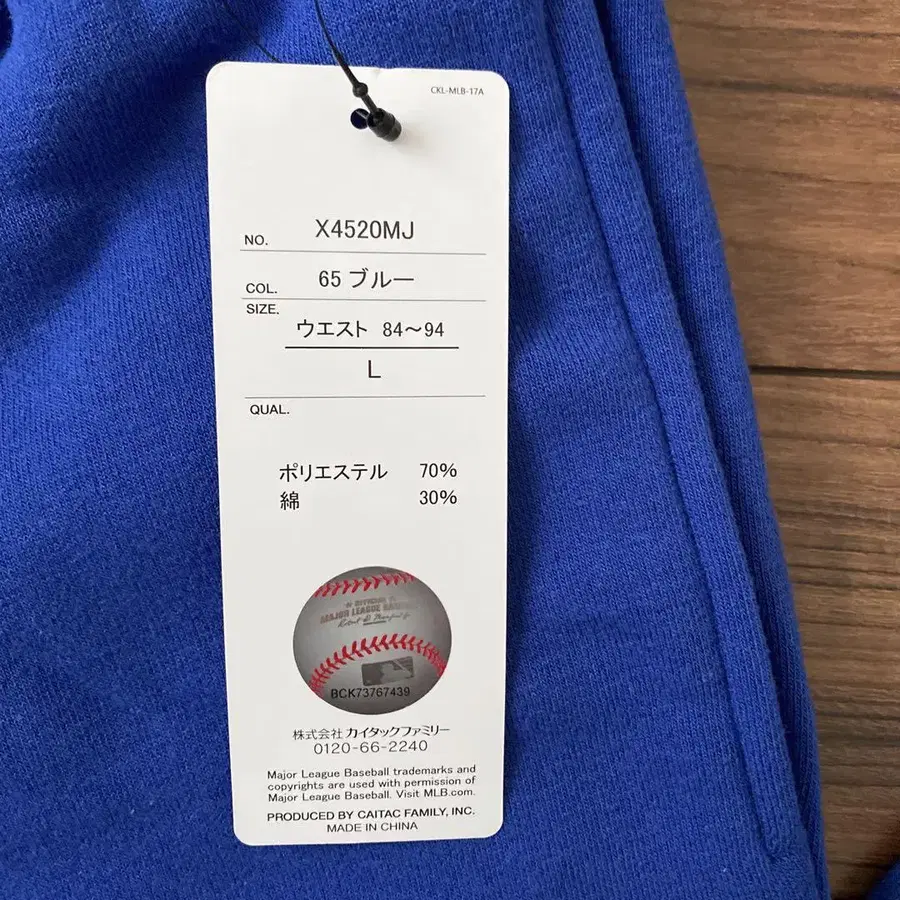 CKL-MLB-17A
NO. X4520MJ
COL. 65 ブルー
SIZE.
ウエスト 84～94
L
QUAL.
ポリエステル 70%
綿 30%
OFFICIAL
MAJOR LEAGUE
BCK73767439
株式会社 カイタックファミリー
0120-66-2240
Major League Baseball trademarks and
copyrights are used with permission of
Major League Baseball. Visit MLB.com.
PRODUCED BY CAITAC FAMILY, INC.
MADE IN CHINA